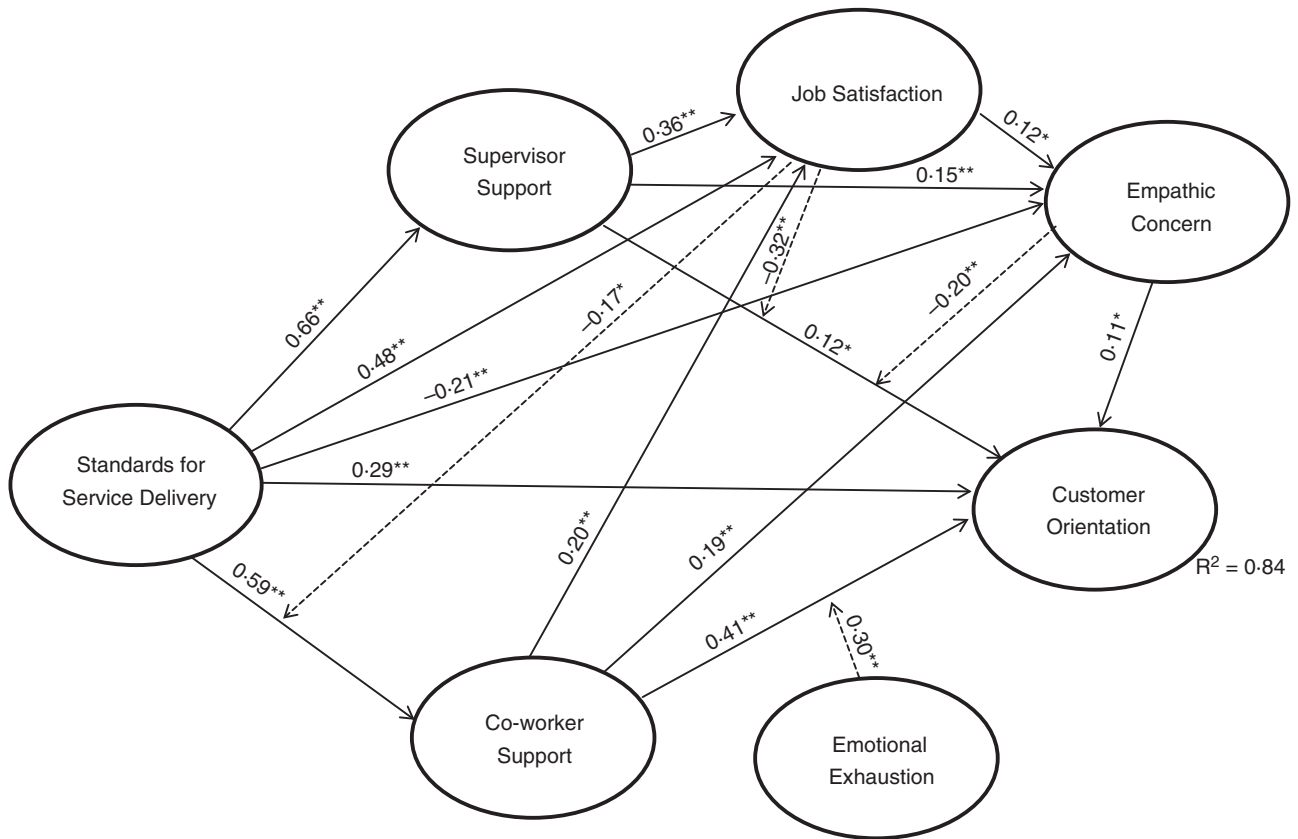 Job Satisfaction
0·36**
0·12*
Supervisor
Support
0·15**
Empathic
Concern
–0·32**
–0·20**
–0·17*
0·66**
0·12*
0·11*
0·48**
–0·21**
Standards for
Service Delivery
0·29**
Customer
Orientation
R² = 0·84
0·20**
0·19**
0·59**
0·41**
0·30**
Co-worker
Support
Emotional
Exhaustion